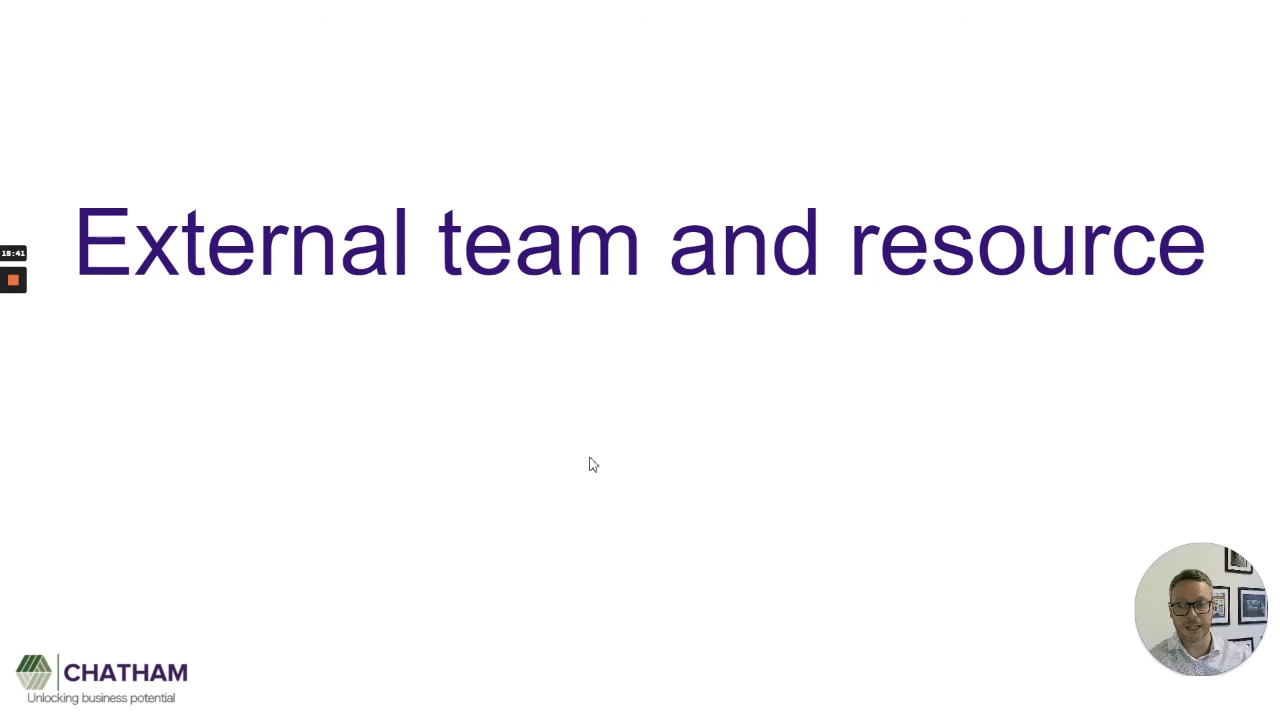 External team and resource
18:41
CHATHAM
Unlocking business potential